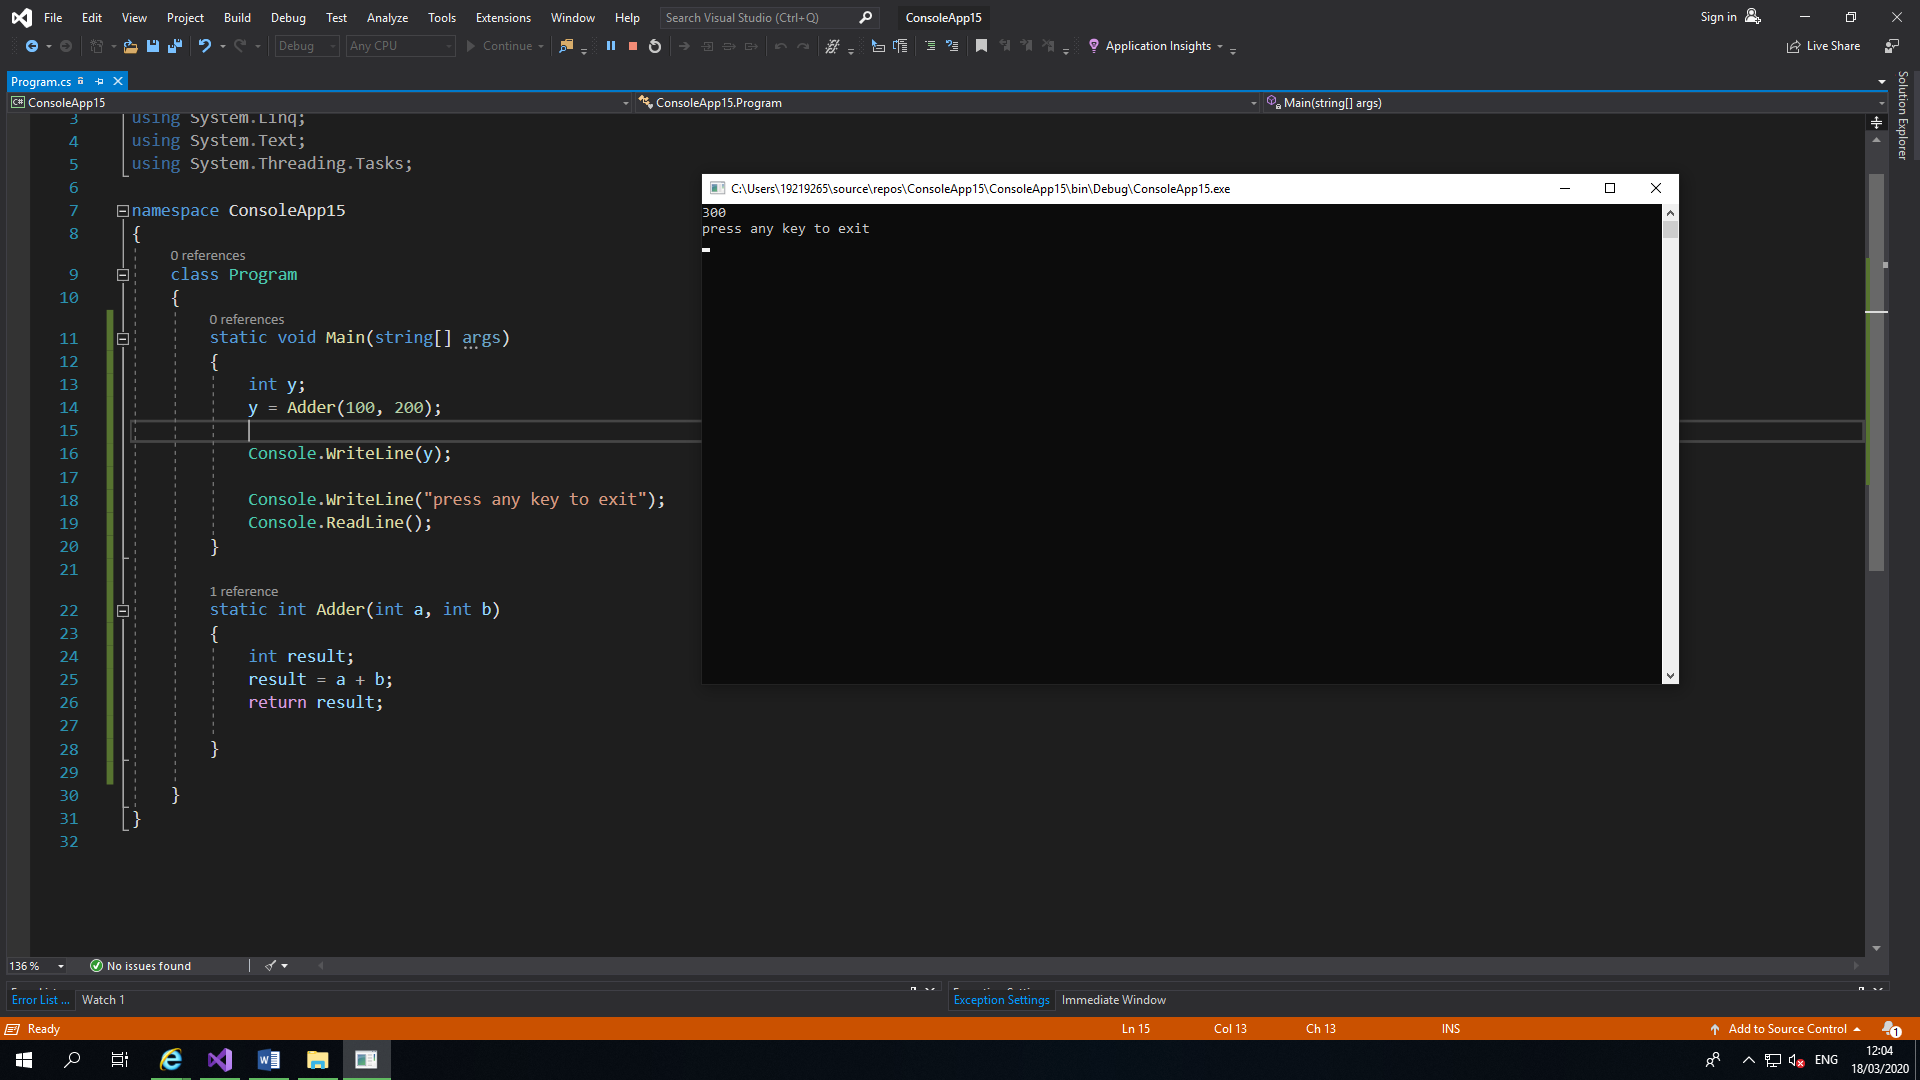 File Edit View Project Build Debug Test Analyze Tools Extensions Window Help Search Visual Studio (Ctrl+Q) ConsoleApp15 Sign in
Debug Any CPU Continue Application Insights Live Share
Program.cs
Solution Explorer
ConsoleApp15 ConsoleApp15.Program Main(string[] args)
3 using System.Linq;
4 using System.Text;
5 using System.Threading.Tasks;
6
7 namespace ConsoleApp15
8 {
0 references
9 class Program
10 {
0 references
11 static void Main(string[] args)
12 {
13 int y;
14 y = Adder(100, 200);
15
16 Console.WriteLine(y);
17
18 Console.WriteLine("press any key to exit");
19 Console.ReadLine();
20 }
21
1 reference
22 static int Adder(int a, int b)
23 {
24 int result;
25 result = a + b;
26 return result;
27
28 }
29
30 }
31 }
32
C:\Users\19219265\source\repos\ConsoleApp15\ConsoleApp15\bin\Debug\ConsoleApp15.exe
300
press any key to exit
136 % No issues found
Error List ... Watch 1 Exception Settings Immediate Window
Ready Ln 15 Col 13 Ch 13 INS Add to Source Control 1
ENG 12:04
18/03/2020